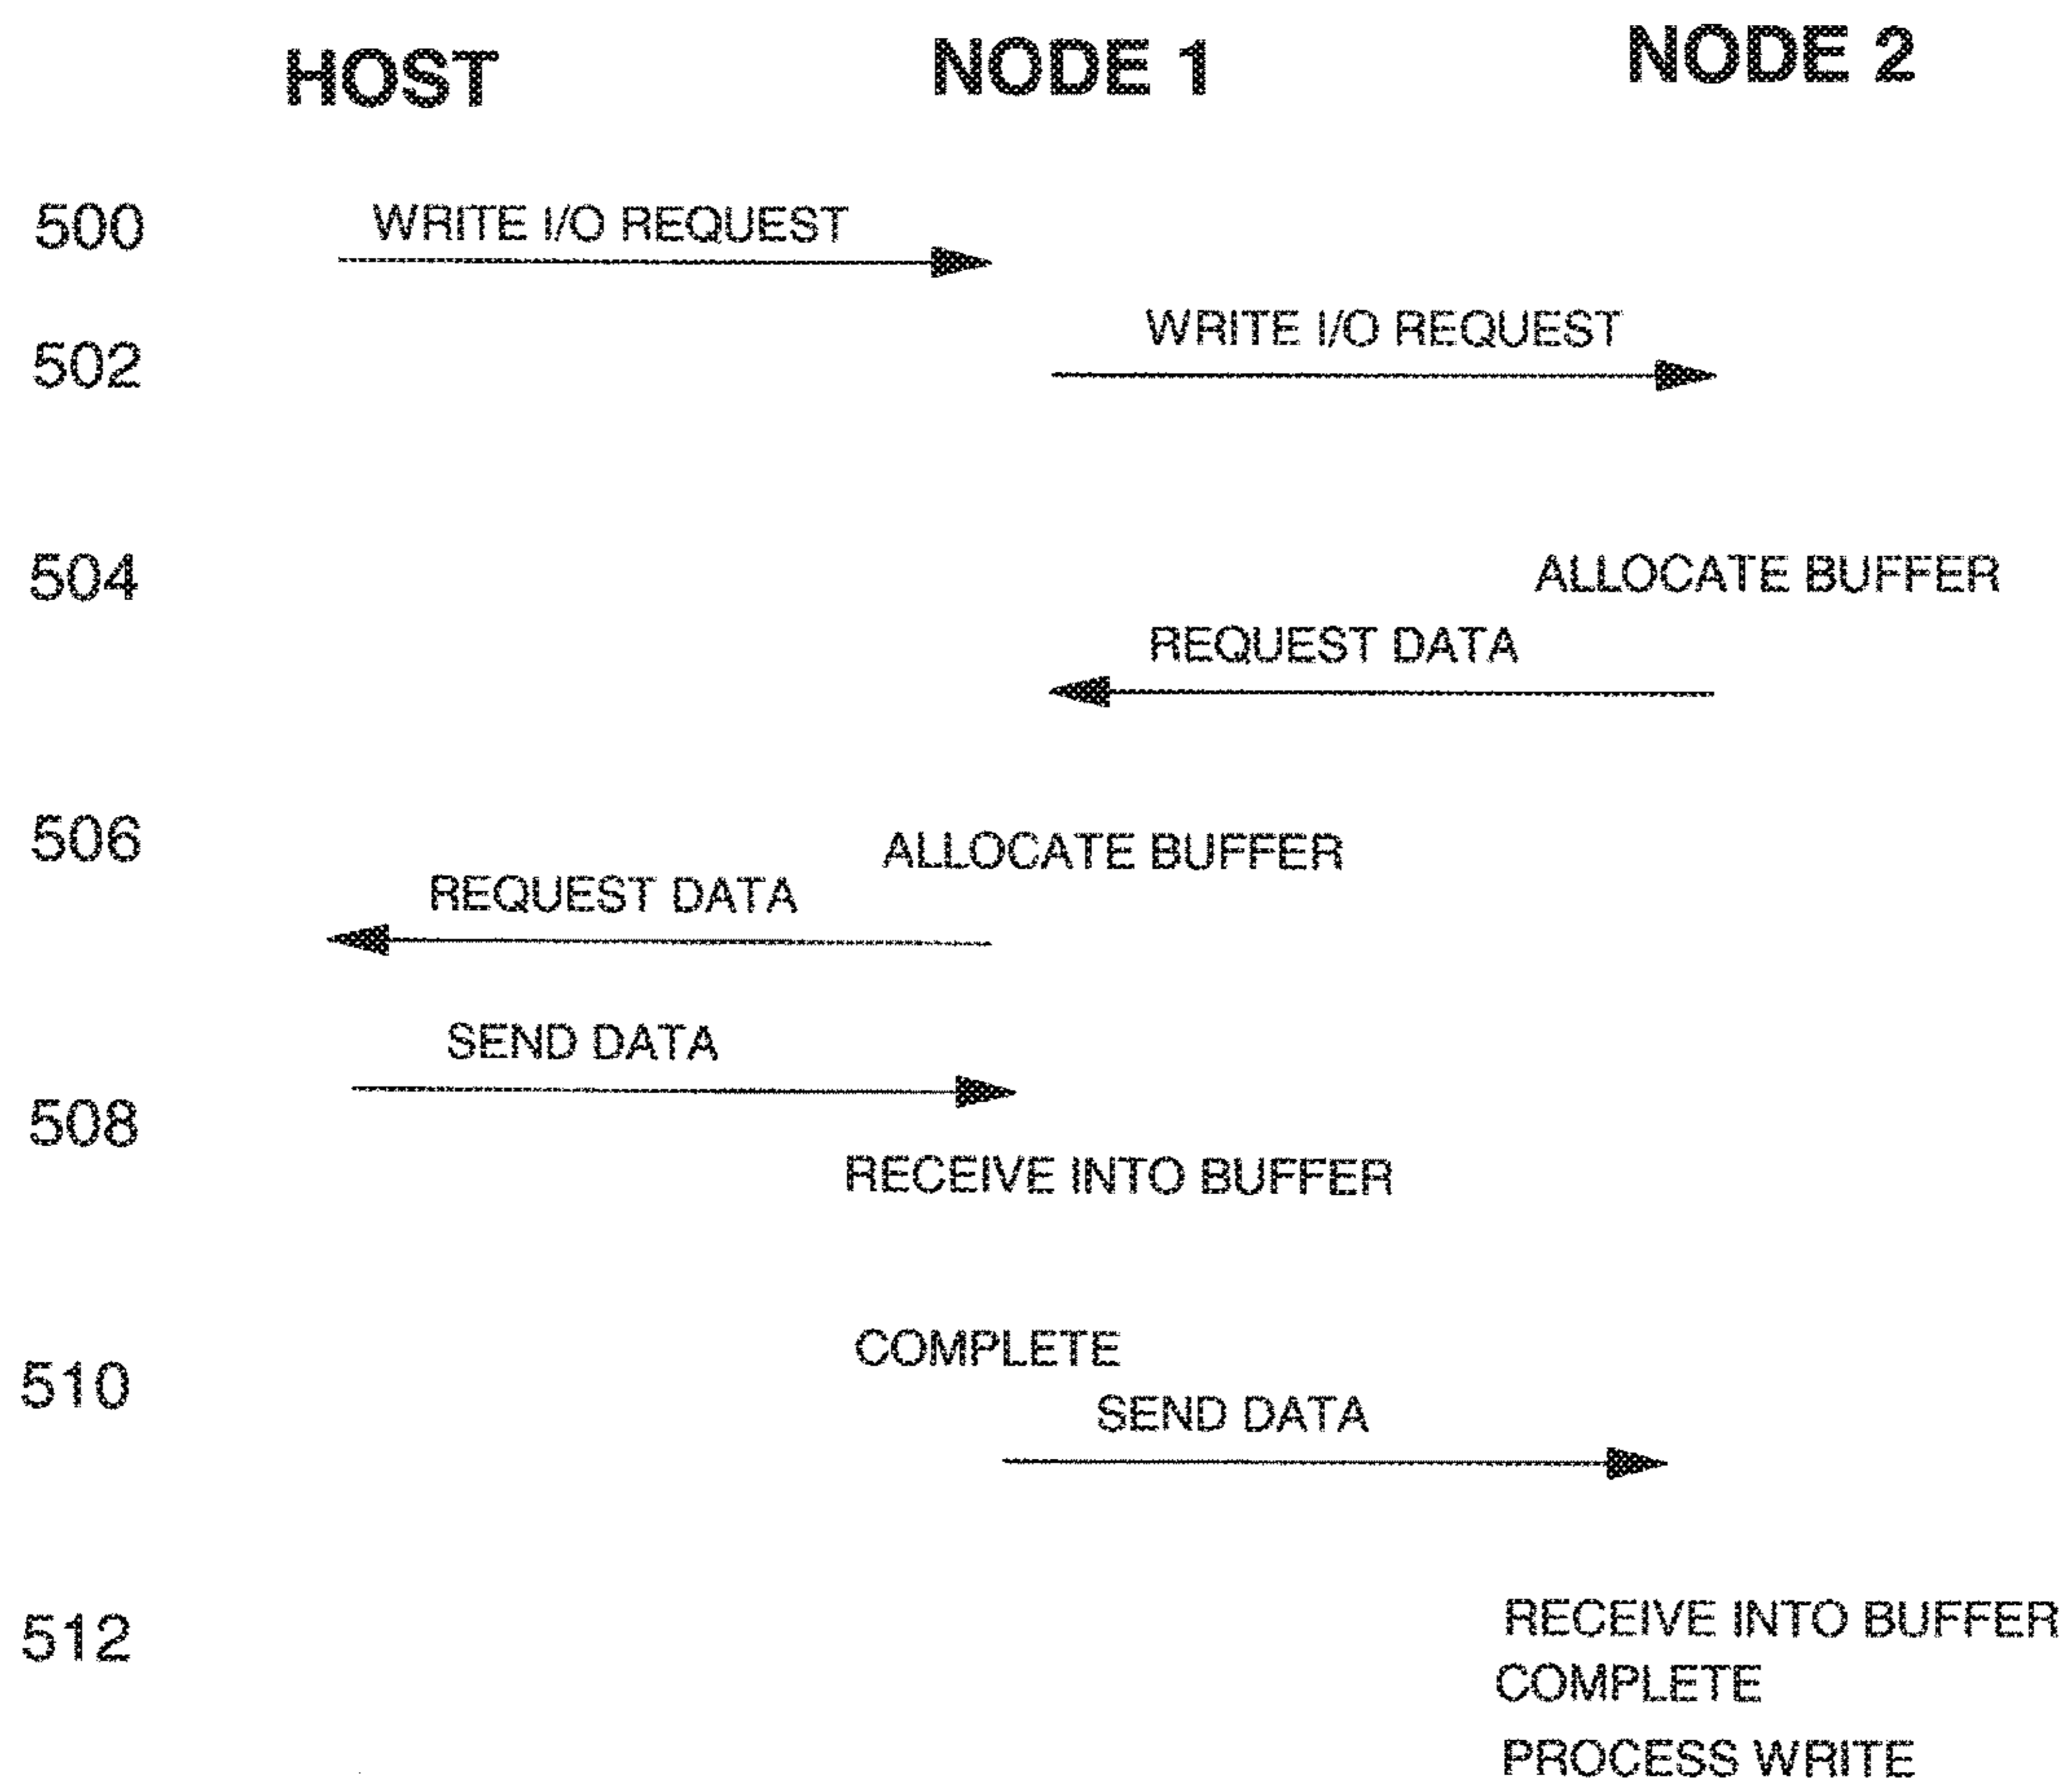 HOST NODE 1 NODE 2
500 WRITE I/O REQUEST
WRITE I/O REQUEST
502
504 ALLOCATE BUFFER
REQUEST DATA
506 ALLOCATE BUFFER
REQUEST DATA
SEND DATA
508
RECEIVE INTO BUFFER
COMPLETE
510
SEND DATA
512 RECEIVE INTO BUFFER
COMPLETE
PROCESS WRITE